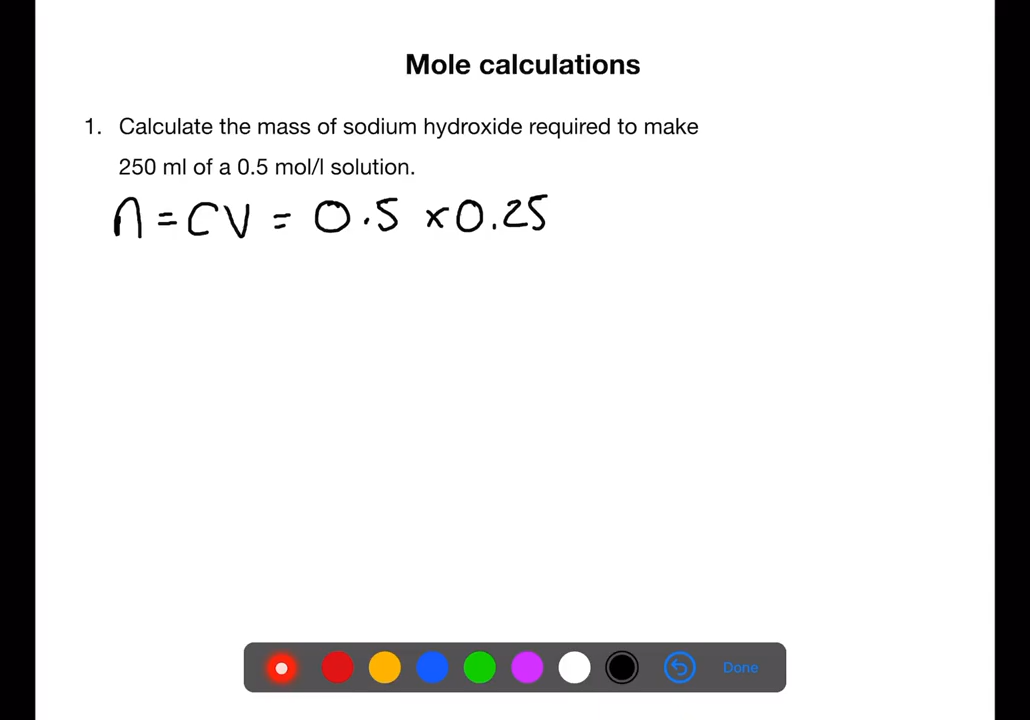 Mole calculations
1. Calculate the mass of sodium hydroxide required to make
250 ml of a 0.5 mol/l solution.
n = CV = 0.5 x 0.25
Done